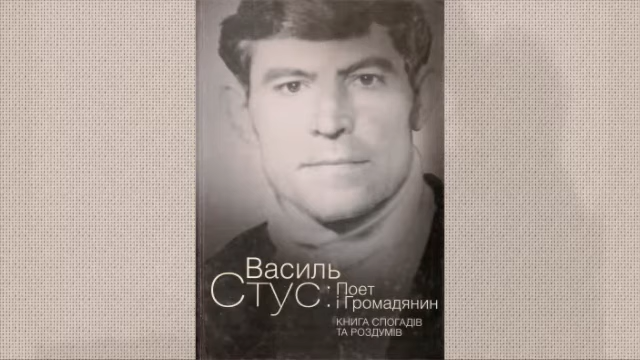 Василь
Стус:
Поет
і Громадянин
КНИГА СПОГАДІВ
ТА РОЗДУМІВ